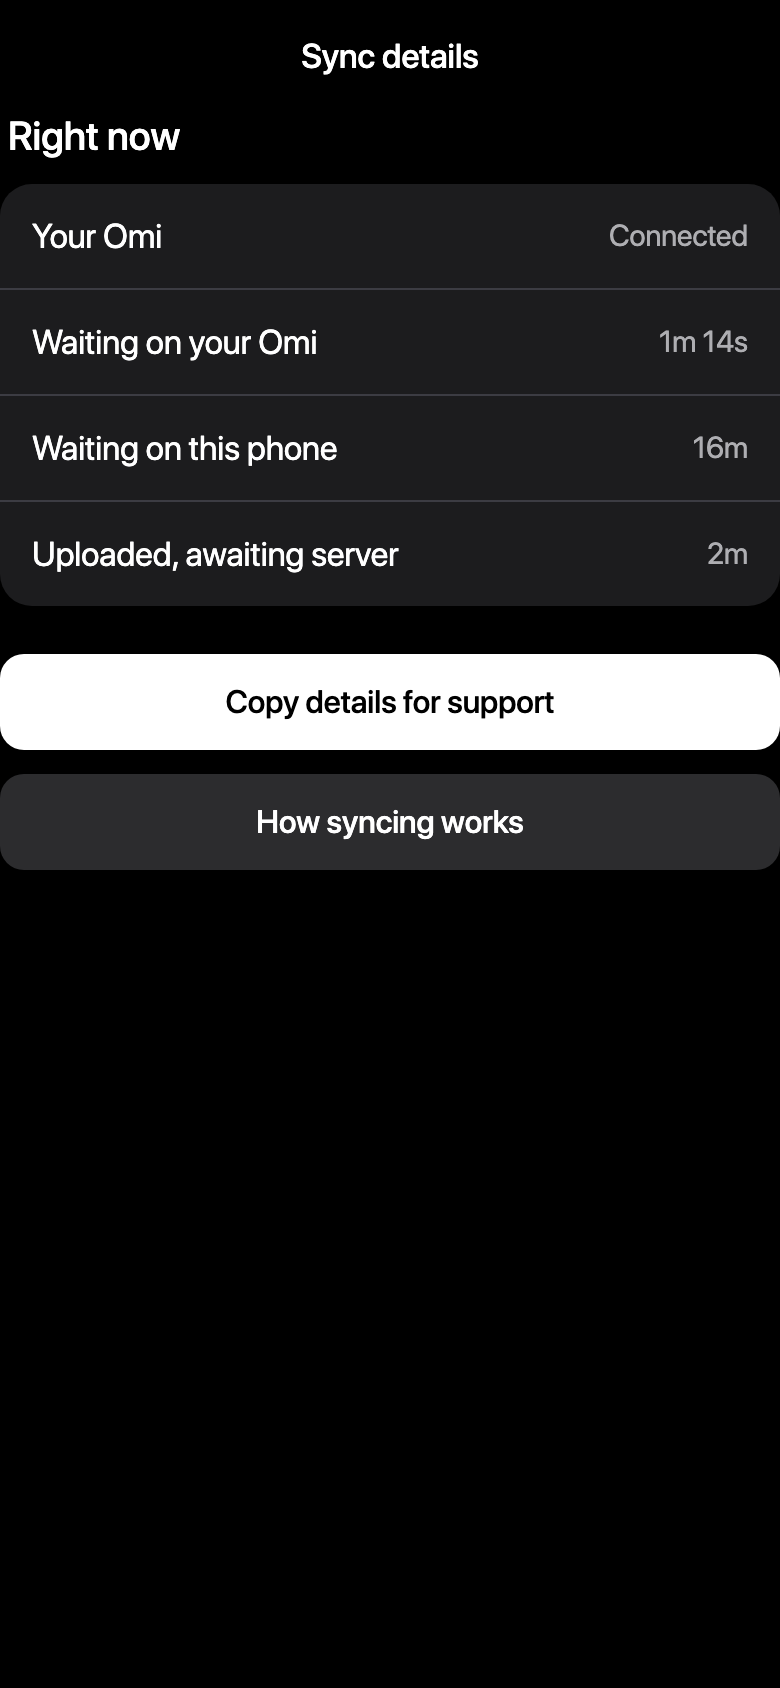 Sync details
Right now
Your Omi Connected
Waiting on your Omi 1m 14s
Waiting on this phone 16m
Uploaded, awaiting server 2m
Copy details for support
How syncing works